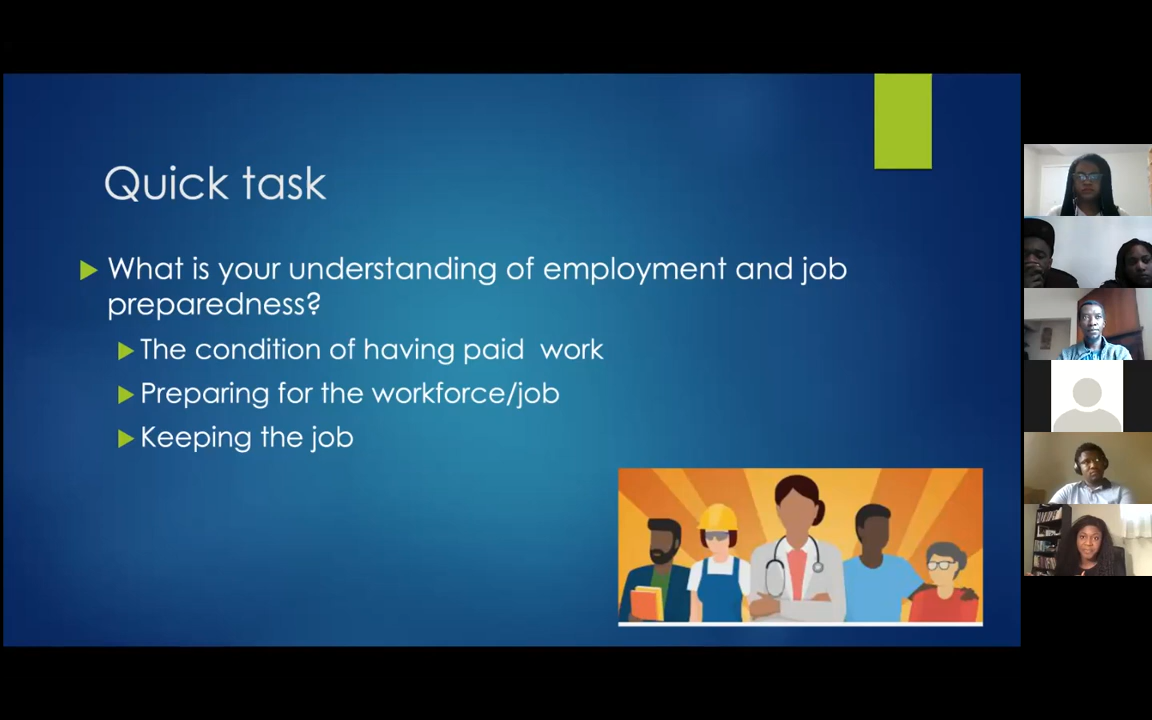 Quick task
What is your understanding of employment and job
preparedness?
The condition of having paid  work
Preparing for the workforce/job
Keeping the job